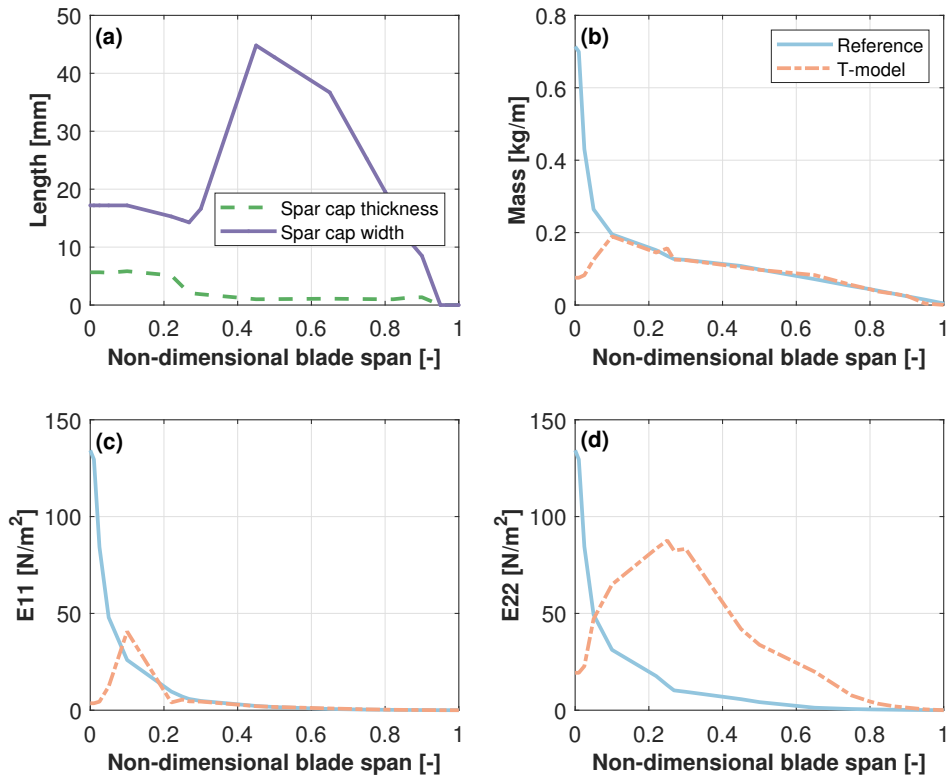 (a)
50
40
30
20
10
0
Length [mm]
Spar cap thickness
Spar cap width
0 0.2 0.4 0.6 0.8 1
Non-dimensional blade span [-]
(b)
0.8
0.6
0.4
0.2
0
Mass [kg/m]
Reference
T-model
0 0.2 0.4 0.6 0.8 1
Non-dimensional blade span [-]
(c)
150
100
50
0
E11 [N/m²]
0 0.2 0.4 0.6 0.8 1
Non-dimensional blade span [-]
(d)
150
100
50
0
E22 [N/m²]
0 0.2 0.4 0.6 0.8 1
Non-dimensional blade span [-]